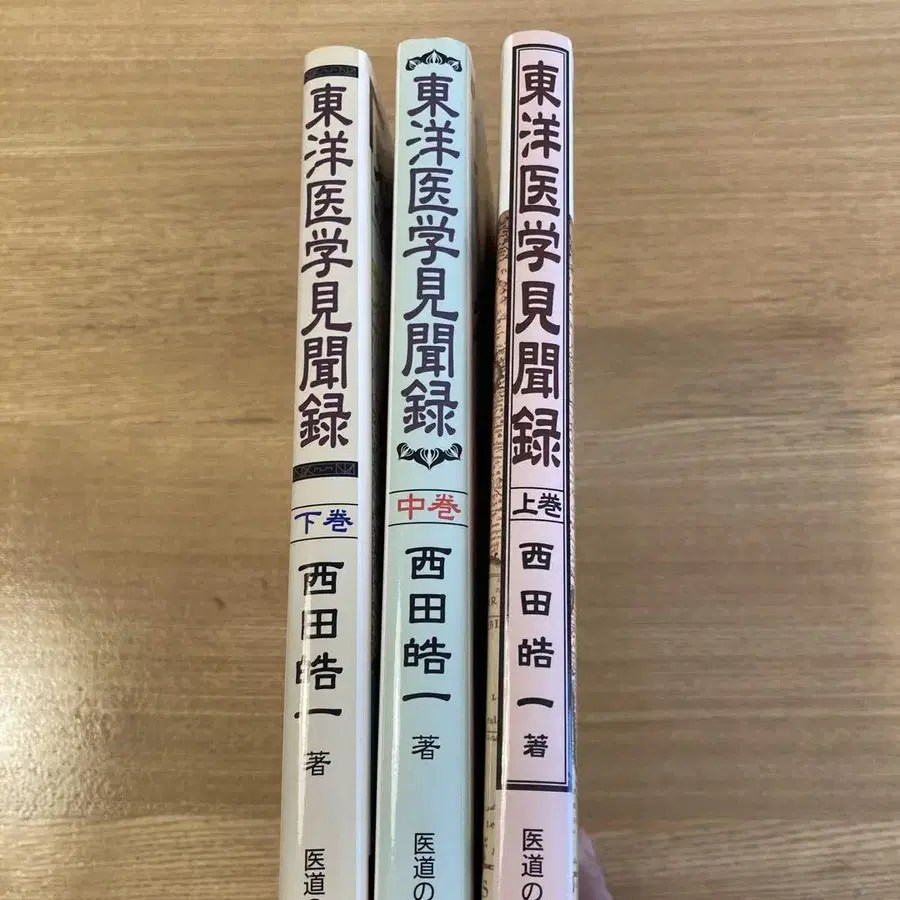 東洋医学見聞録
下巻
西田皓一
著
医道の
東洋医学見聞録
中巻
西田皓一
著
医道の
東洋医学見聞録
上巻
西田皓一
著
医道の